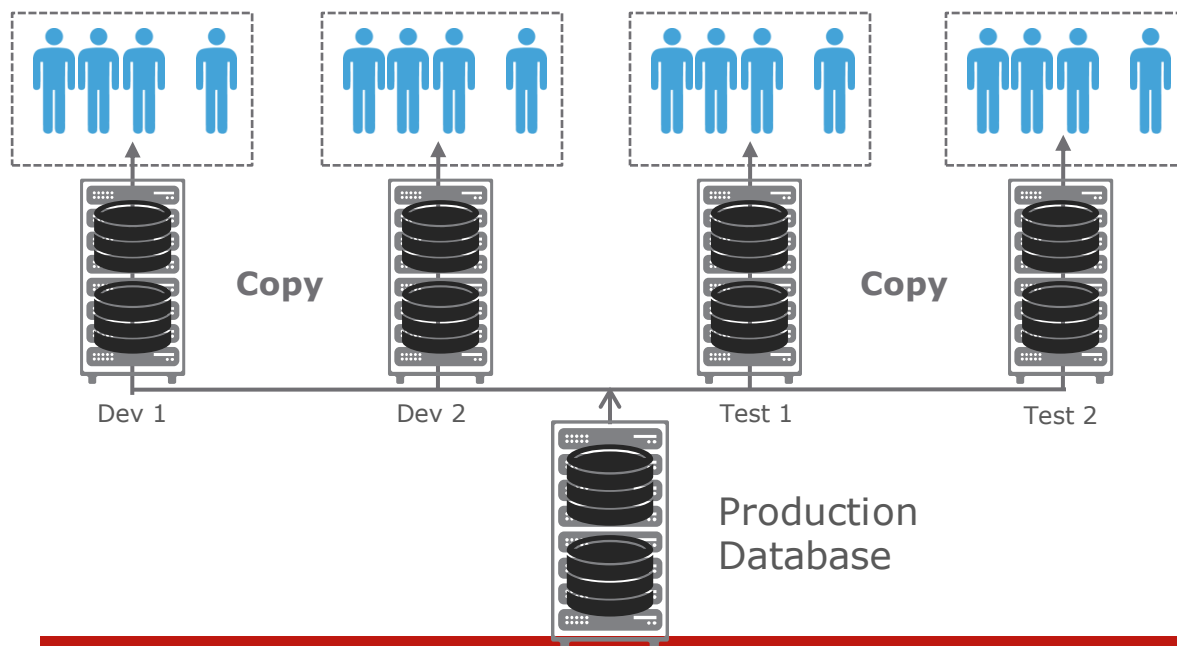 Copy
Copy
Dev 1
Dev 2
Test 1
Test 2
Production
Database